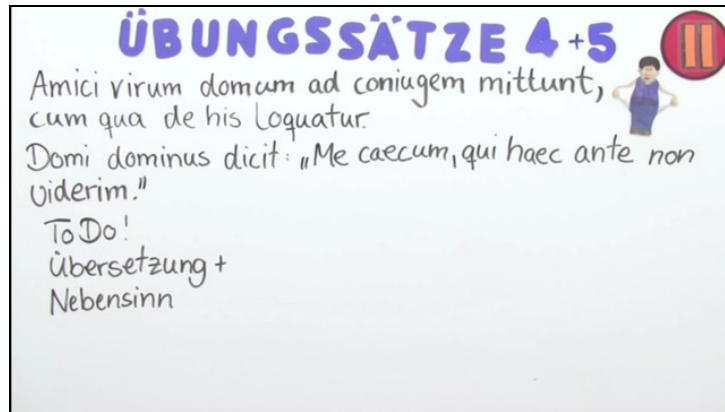 ÜBUNGSSÄTZE 4+5
Amici virum domum ad coniugem mittunt,
cum qua de his loquatur.
Domi dominus dicit: „Me caecum, qui haec ante non
viderim."
ToDo!
Übersetzung +
Nebensinn